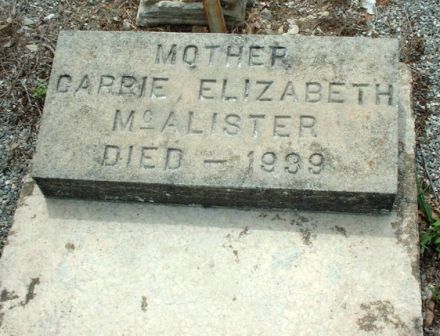 MOTHER
CARRIE ELIZABETH
McALISTER
DIED - 1939